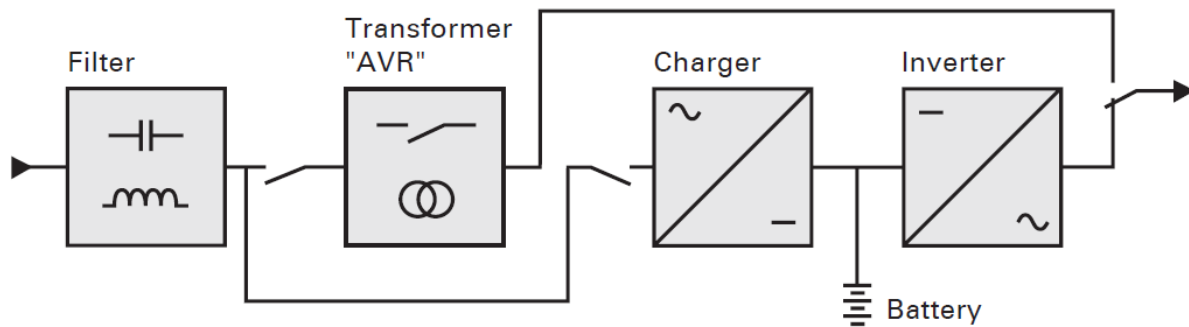 Filter
Transformer
"AVR"
Charger
Inverter
Battery